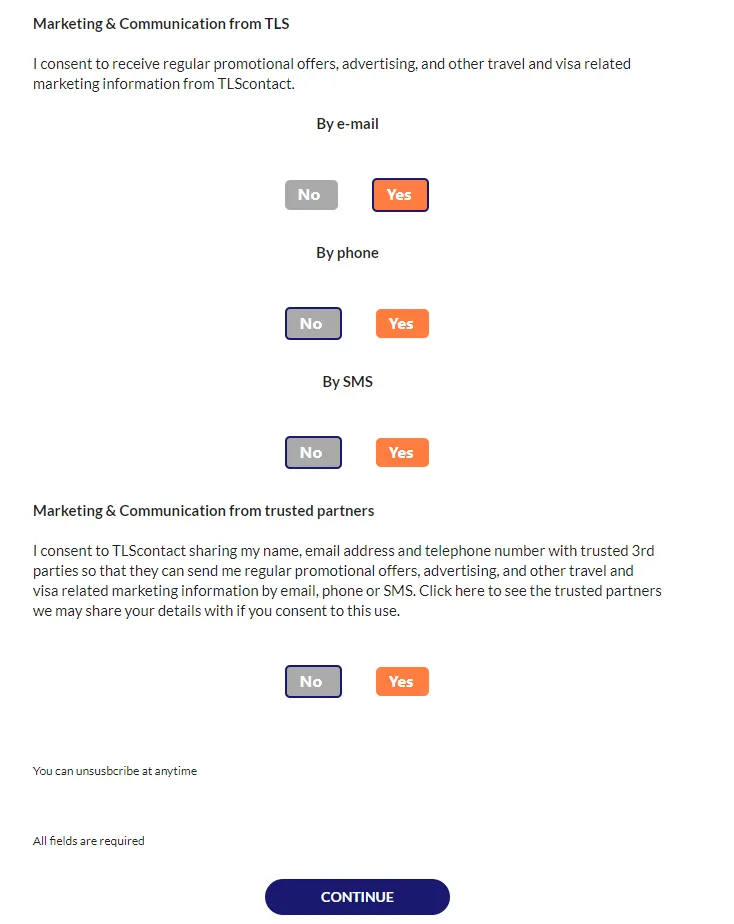 Marketing & Communication from TLS
I consent to receive regular promotional offers, advertising, and other travel and visa related
marketing information from TLScontact.
By e-mail
No Yes
By phone
No Yes
By SMS
No Yes
Marketing & Communication from trusted partners
I consent to TLScontact sharing my name, email address and telephone number with trusted 3rd
parties so that they can send me regular promotional offers, advertising, and other travel and
visa related marketing information by email, phone or SMS. Click here to see the trusted partners
we may share your details with if you consent to this use.
No Yes
You can unsusbcribe at anytime
All fields are required
CONTINUE